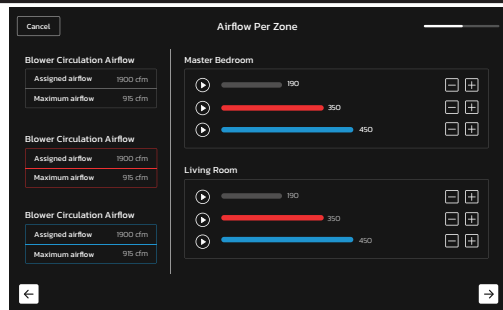 Cancel
Airflow Per Zone
Blower Circulation Airflow
Assigned airflow 1900 cfm
Maximum airflow 915 cfm
Blower Circulation Airflow
Assigned airflow 1900 cfm
Maximum airflow 915 cfm
Blower Circulation Airflow
Assigned airflow 1900 cfm
Maximum airflow 915 cfm
Master Bedroom
190
350
450
Living Room
190
350
450